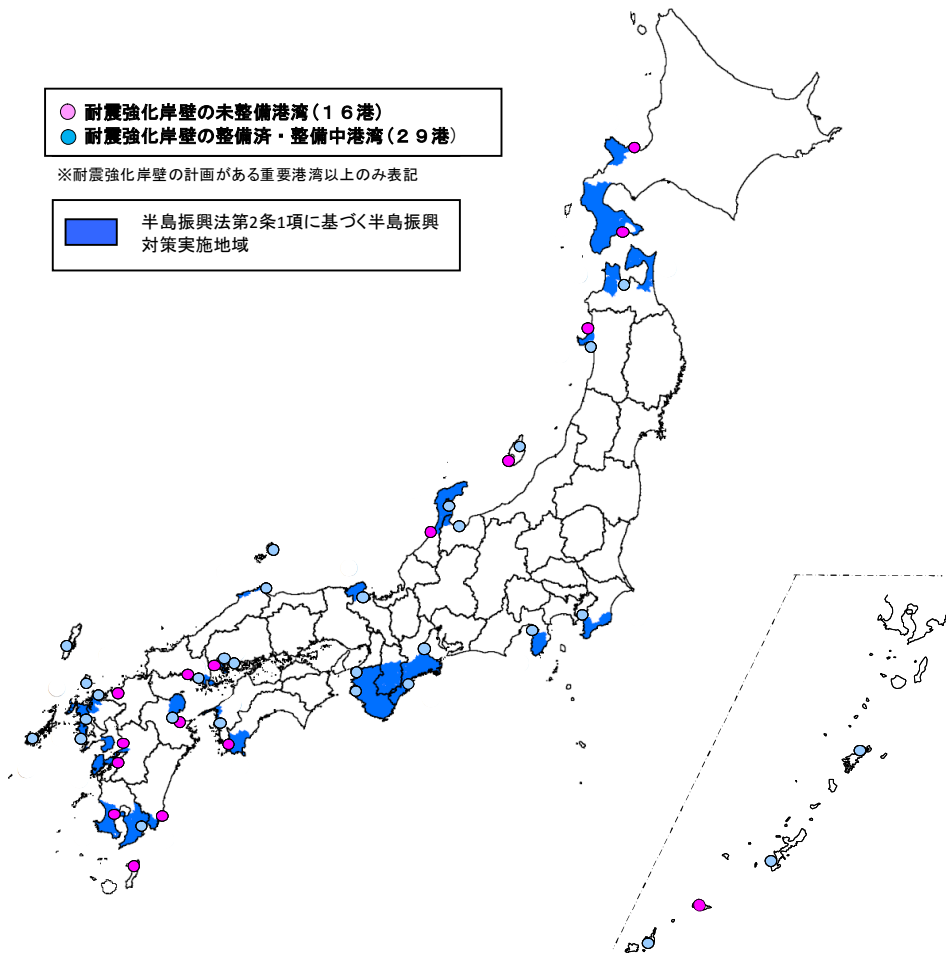 耐震強化岸壁の未整備港湾(１６港)
耐震強化岸壁の整備済・整備中港湾(２９港)
※耐震強化岸壁の計画がある重要港湾以上のみ表記
半島振興法第2条1項に基づく半島振興
対策実施地域